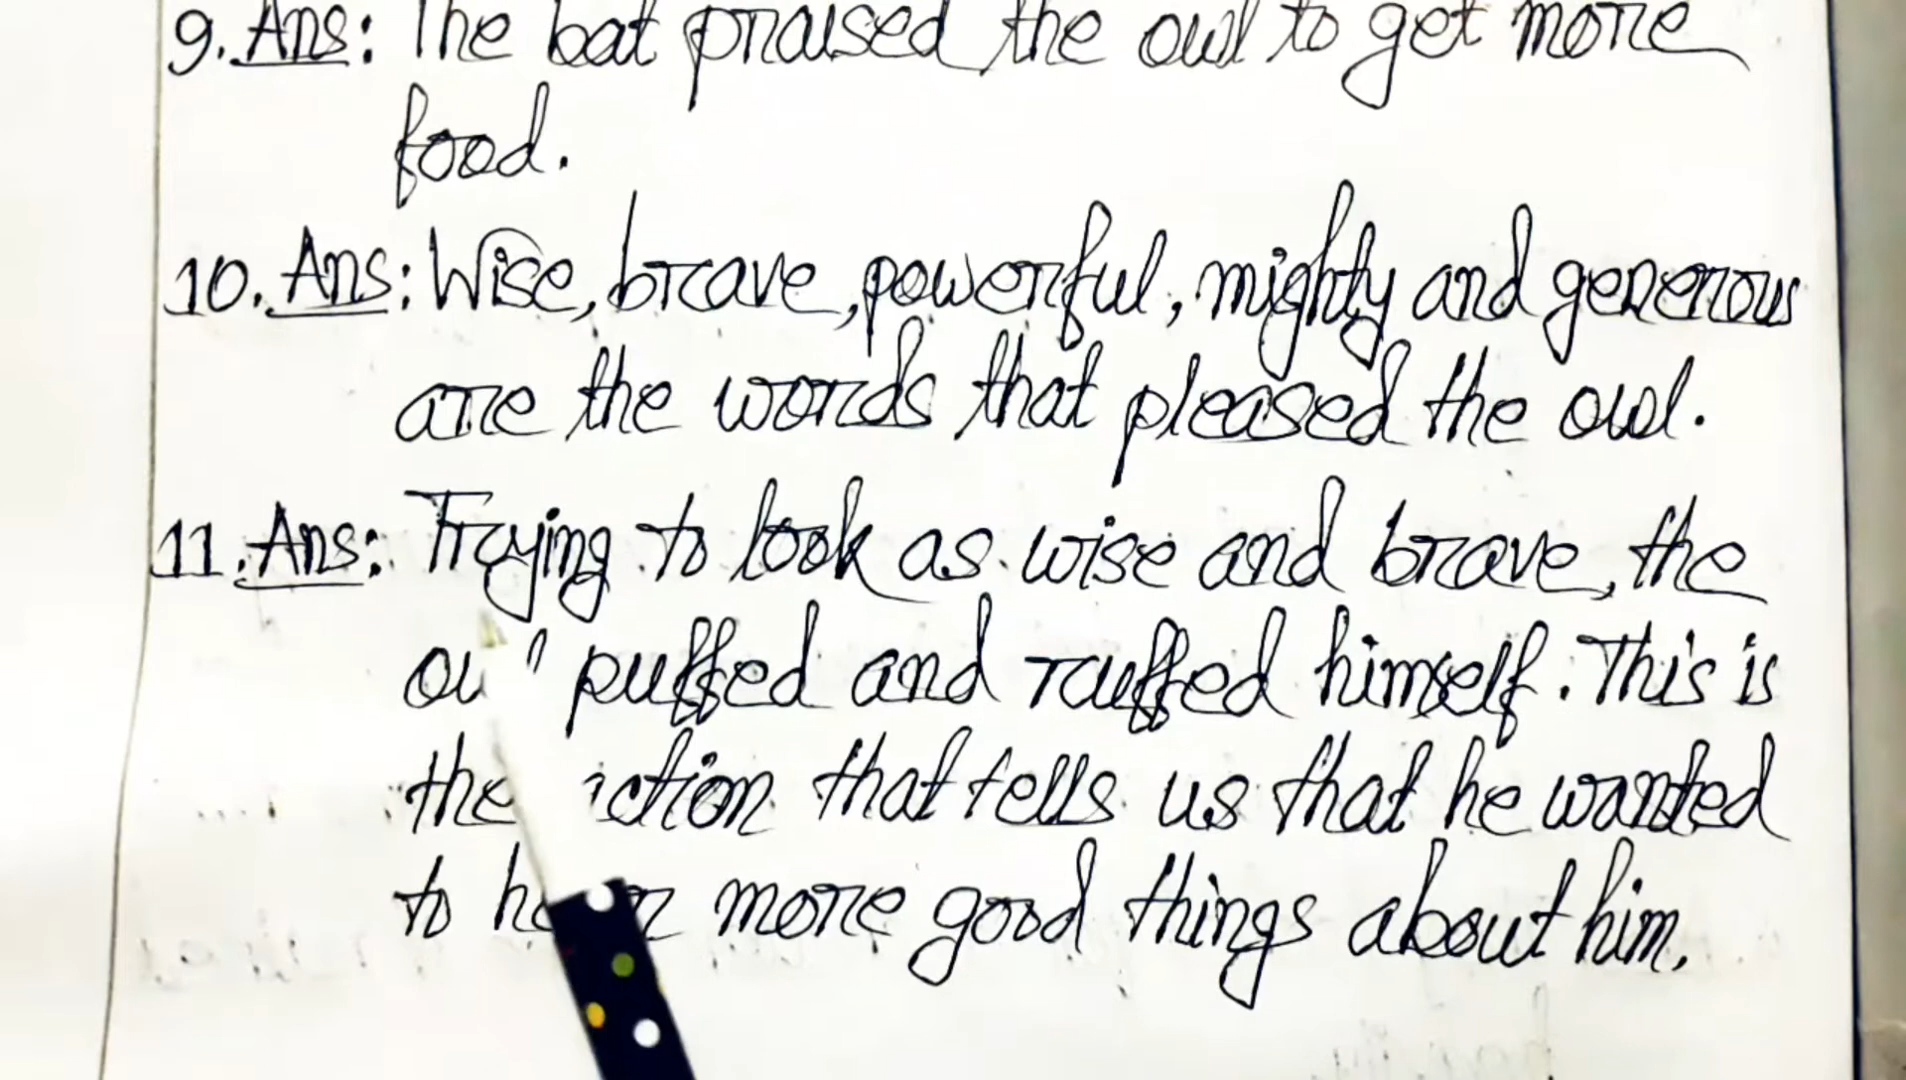 9. Ans: The bat praised the owl to get more
food.
10. Ans: Wise, brave, powerful, mighty and generous
are the words that pleased the owl.
11. Ans: Trying to look as wise and brave, the
puffed and ruffed himself. This is
the that tells us that he wanted
to more good things about him.